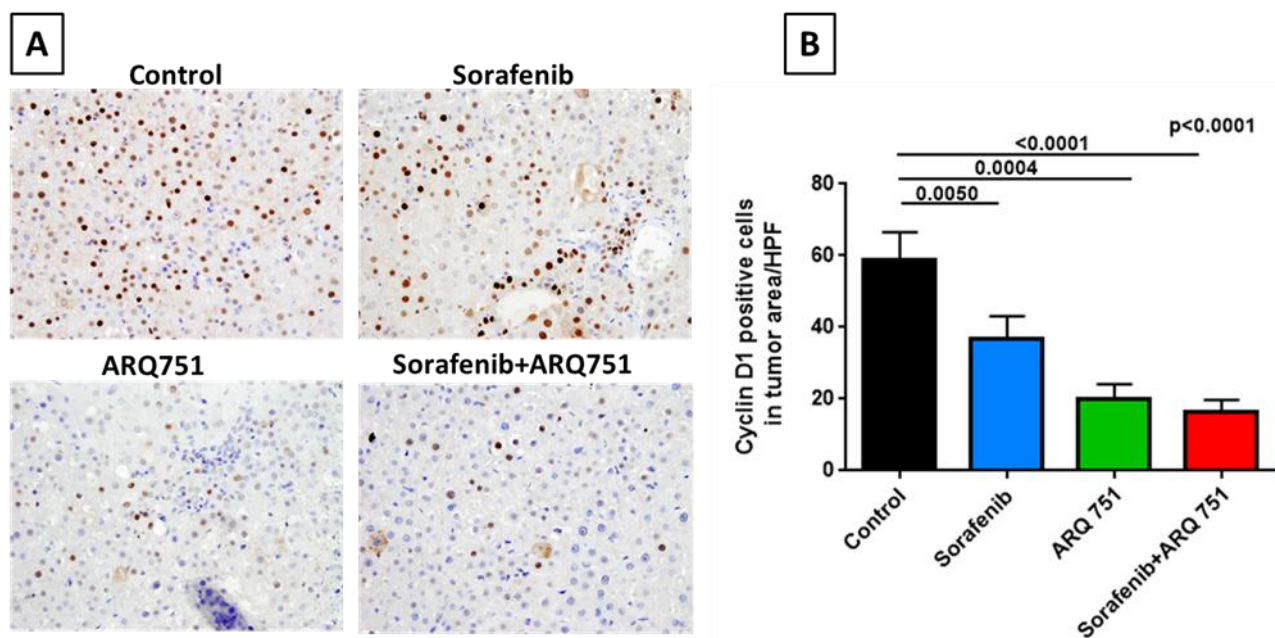 A
Control
Sorafenib
ARQ751
Sorafenib+ARQ751
B
p<0.0001
<0.0001
0.0004
0.0050
Cyclin D1 positive cells
in tumor area/HPF
80
60
40
20
0
Control
Sorafenib
ARQ 751
Sorafenib+ARQ 751